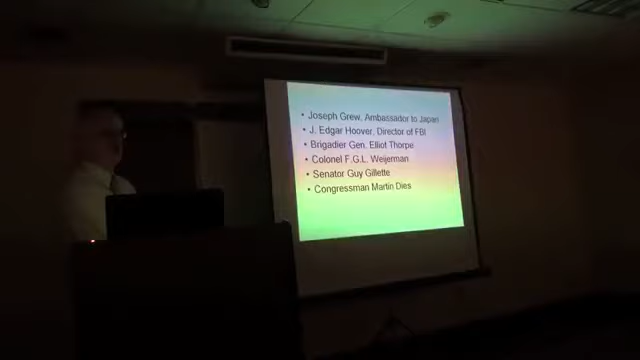 • Joseph Grew, Ambassador to Japan
• J. Edgar Hoover, Director of FBI
• Brigadier Gen. Elliot Thorpe
• Colonel F.G.L. Weijerman
• Senator Guy Gillette
• Congressman Martin Dies